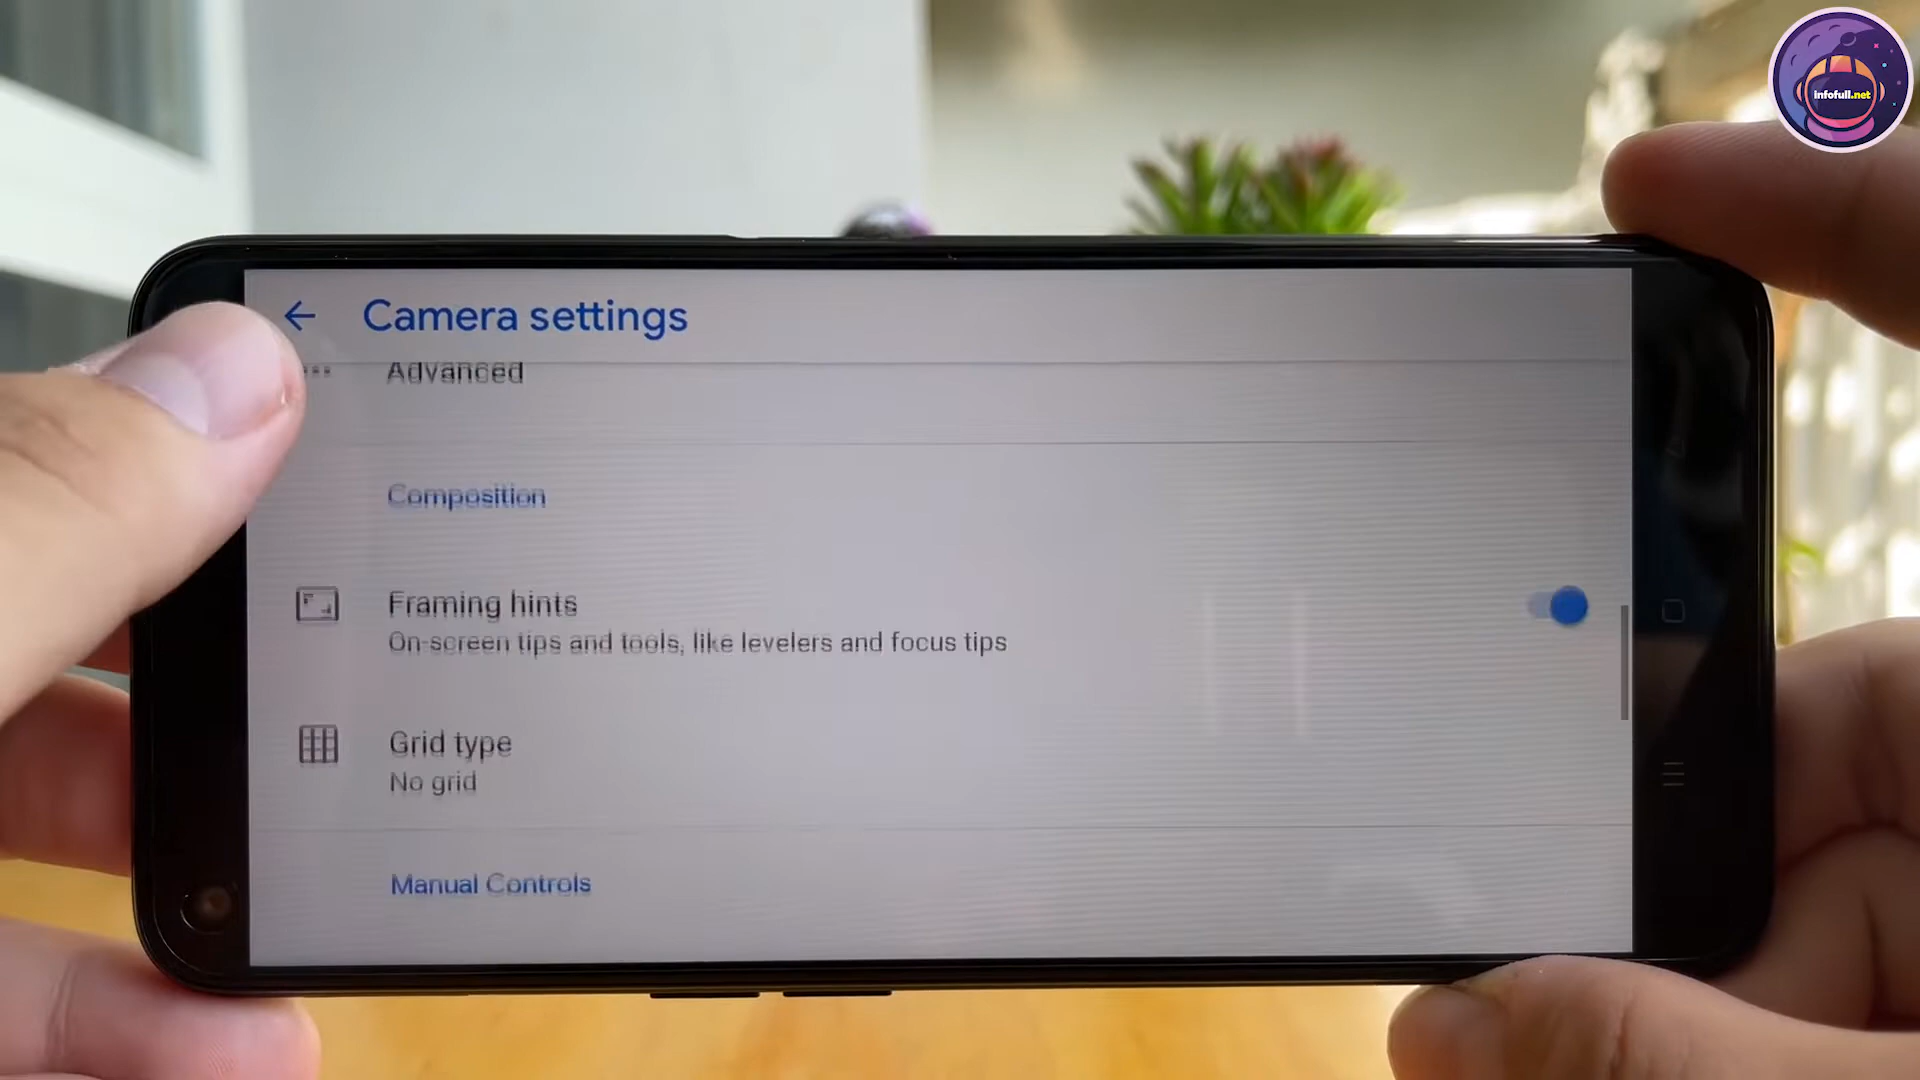 infofull.net
Camera settings
Advanced
Composition
Framing hints
On-screen tips and tools, like levelers and focus tips
Grid type
No grid
Manual Controls